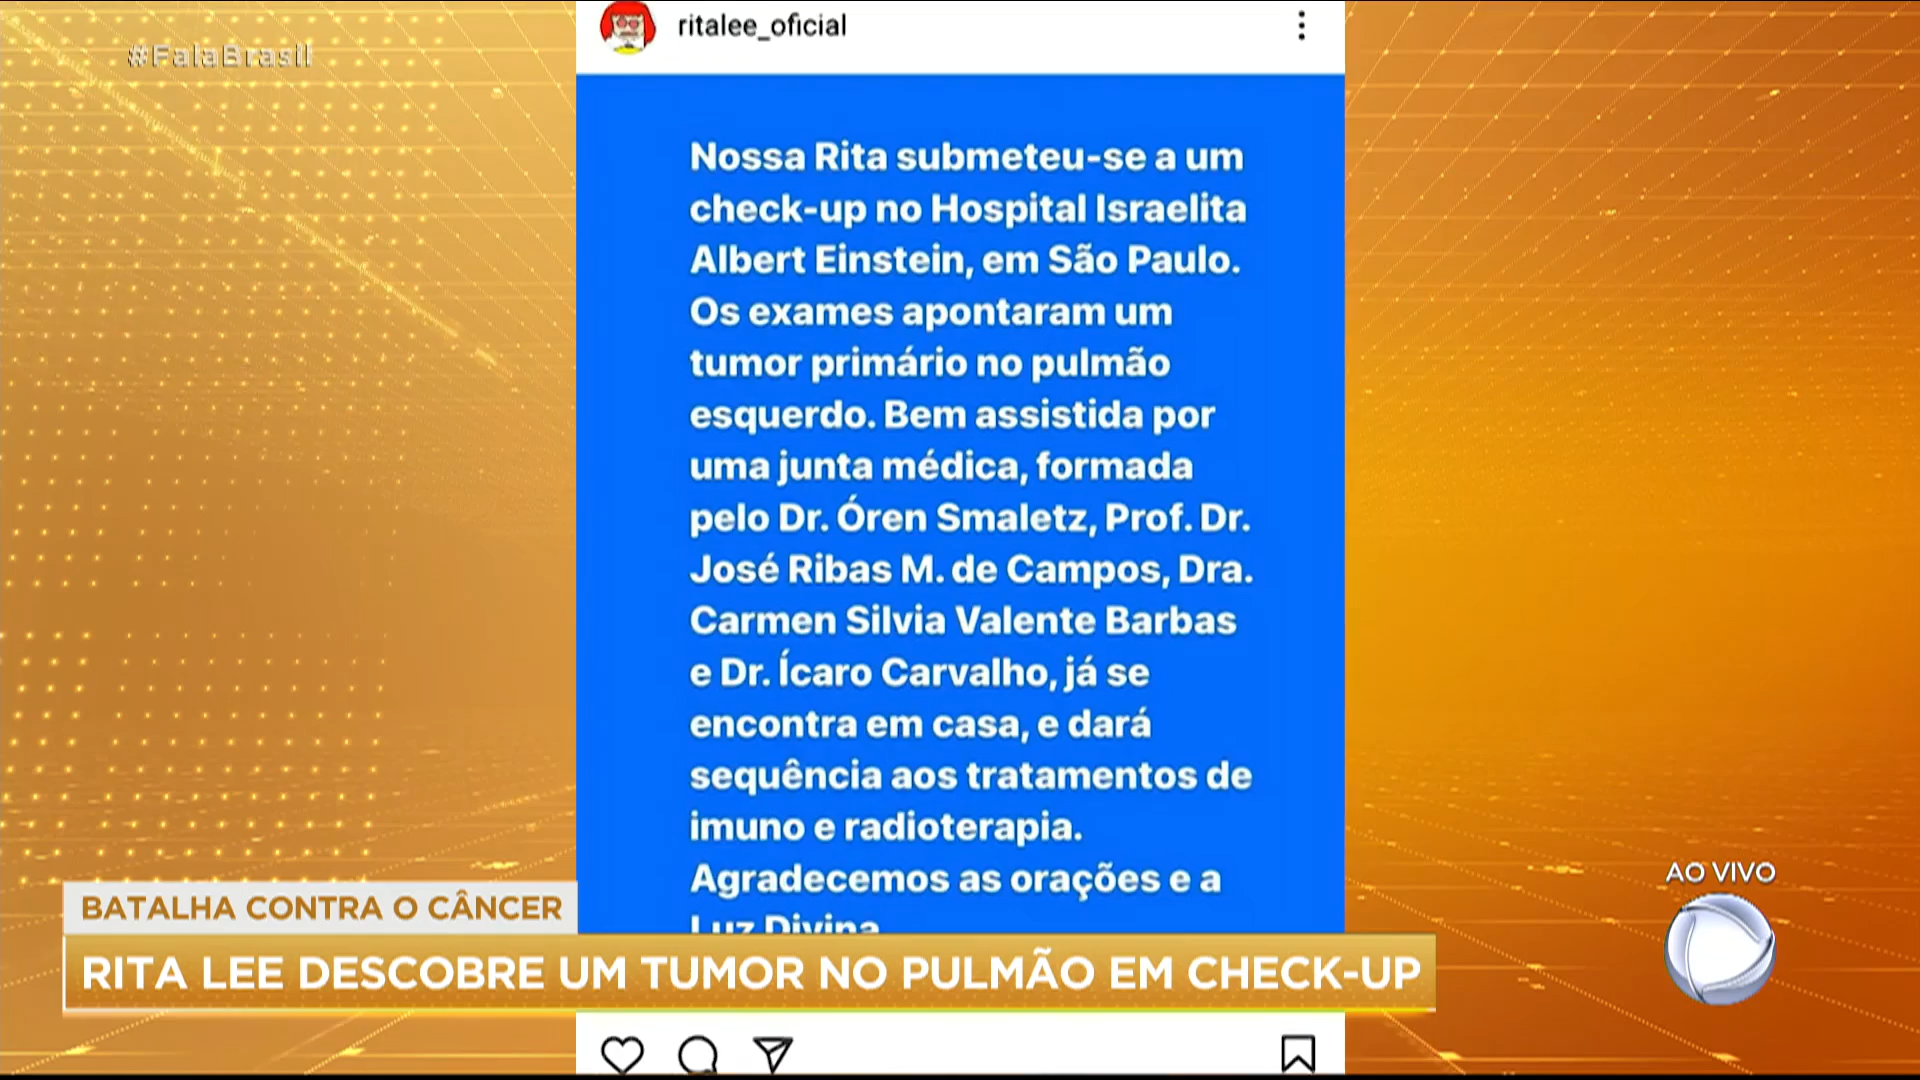 #FalaBrasil
ritalee_oficial
Nossa Rita submeteu-se a um
check-up no Hospital Israelita
Albert Einstein, em São Paulo.
Os exames apontaram um
tumor primário no pulmão
esquerdo. Bem assistida por
uma junta médica, formada
pelo Dr. Óren Smaletz, Prof. Dr.
José Ribas M. de Campos, Dra.
Carmen Silvia Valente Barbas
e Dr. Ícaro Carvalho, já se
encontra em casa, e dará
sequência aos tratamentos de
imuno e radioterapia.
Agradecemos as orações e a
Luz Divina
AO VIVO
BATALHA CONTRA O CÂNCER
RITA LEE DESCOBRE UM TUMOR NO PULMÃO EM CHECK-UP